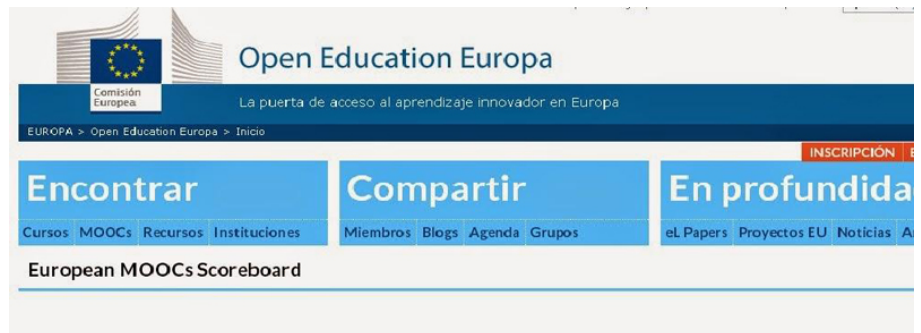 Open Education Europa
Comisión
Europea
La puerta de acceso al aprendizaje innovador en Europa
EUROPA > Open Education Europa > Inicio
INSCRIPCIÓN
Encontrar Compartir En profundida
Cursos MOOCs Recursos Instituciones Miembros Blogs Agenda Grupos eL Papers Proyectos EU Noticias
European MOOCs Scoreboard